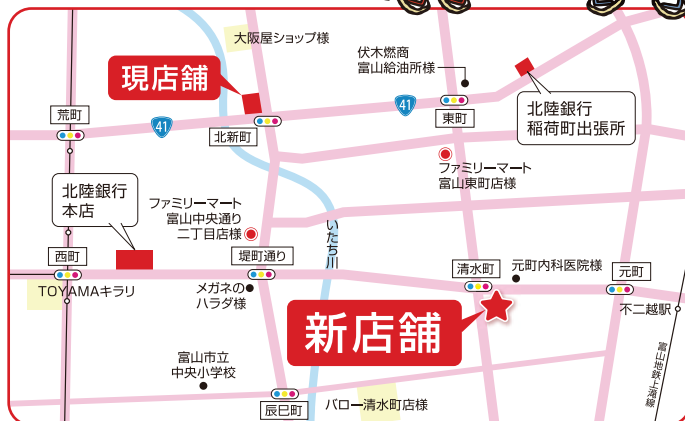 大阪屋ショップ様
伏木燃商
富山給油所様
現店舗
荒町
41
北新町
41
東町
北陸銀行
稲荷町出張所
北陸銀行
本店
ファミリーマート
富山中央通り
二丁目店様
ファミリーマート
富山東町店様
いたち川
西町
堤町通り
清水町
元町内科医院様
元町
TOYAMAキラリ
メガネの
ハラダ様
新店舗
不二越駅
富山地鉄上滝線
富山市立
中央小学校
辰巳町
バロー清水町店様